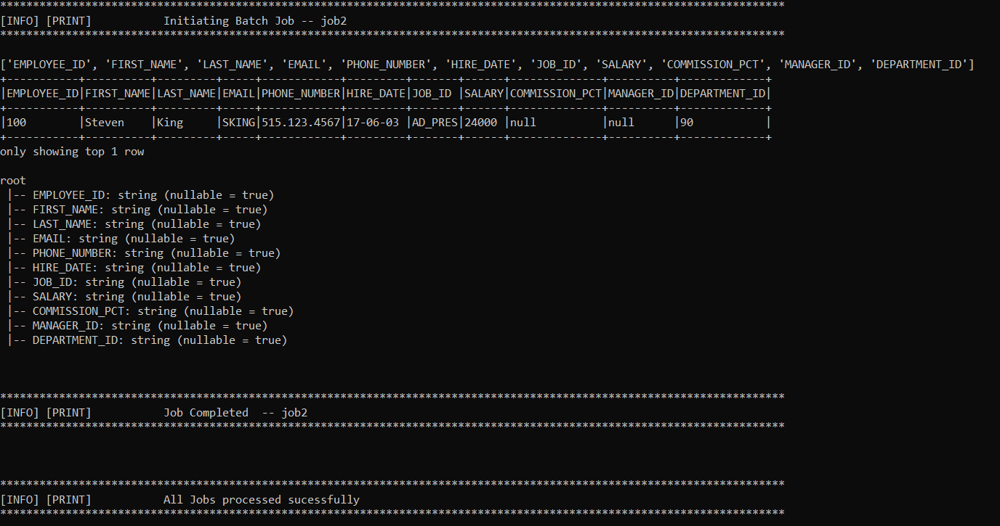 ************************************************************************************************************************
[INFO] [PRINT]           Initiating Batch Job -- job2
************************************************************************************************************************
['EMPLOYEE_ID', 'FIRST_NAME', 'LAST_NAME', 'EMAIL', 'PHONE_NUMBER', 'HIRE_DATE', 'JOB_ID', 'SALARY', 'COMMISSION_PCT', 'MANAGER_ID', 'DEPARTMENT_ID']
+-----------+----------+---------+-----+------------+---------+-------+------+--------------+----------+-------------+
|EMPLOYEE_ID|FIRST_NAME|LAST_NAME|EMAIL|PHONE_NUMBER|HIRE_DATE|JOB_ID |SALARY|COMMISSION_PCT|MANAGER_ID|DEPARTMENT_ID|
+-----------+----------+---------+-----+------------+---------+-------+------+--------------+----------+-------------+
|100        |Steven    |King     |SKING|515.123.4567|17-06-03 |AD_PRES|24000 |null          |null      |90           |
+-----------+----------+---------+-----+------------+---------+-------+------+--------------+----------+-------------+
only showing top 1 row
root
 |-- EMPLOYEE_ID: string (nullable = true)
 |-- FIRST_NAME: string (nullable = true)
 |-- LAST_NAME: string (nullable = true)
 |-- EMAIL: string (nullable = true)
 |-- PHONE_NUMBER: string (nullable = true)
 |-- HIRE_DATE: string (nullable = true)
 |-- JOB_ID: string (nullable = true)
 |-- SALARY: string (nullable = true)
 |-- COMMISSION_PCT: string (nullable = true)
 |-- MANAGER_ID: string (nullable = true)
 |-- DEPARTMENT_ID: string (nullable = true)
************************************************************************************************************************
[INFO] [PRINT]           Job Completed  -- job2
************************************************************************************************************************
************************************************************************************************************************
[INFO] [PRINT]           All Jobs processed sucessfully
************************************************************************************************************************